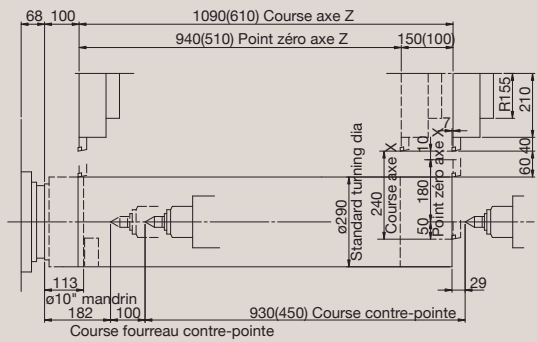 68 100 1090(610) Course axe Z
940(510) Point zéro axe Z 150(100)
R155
210
7
10
40
60
ø290
Standard turning dia
240
Course axe X
180
50
Point zéro axe X
113
ø10" mandrin
29
182 100 930(450) Course contre-pointe
Course fourreau contre-pointe